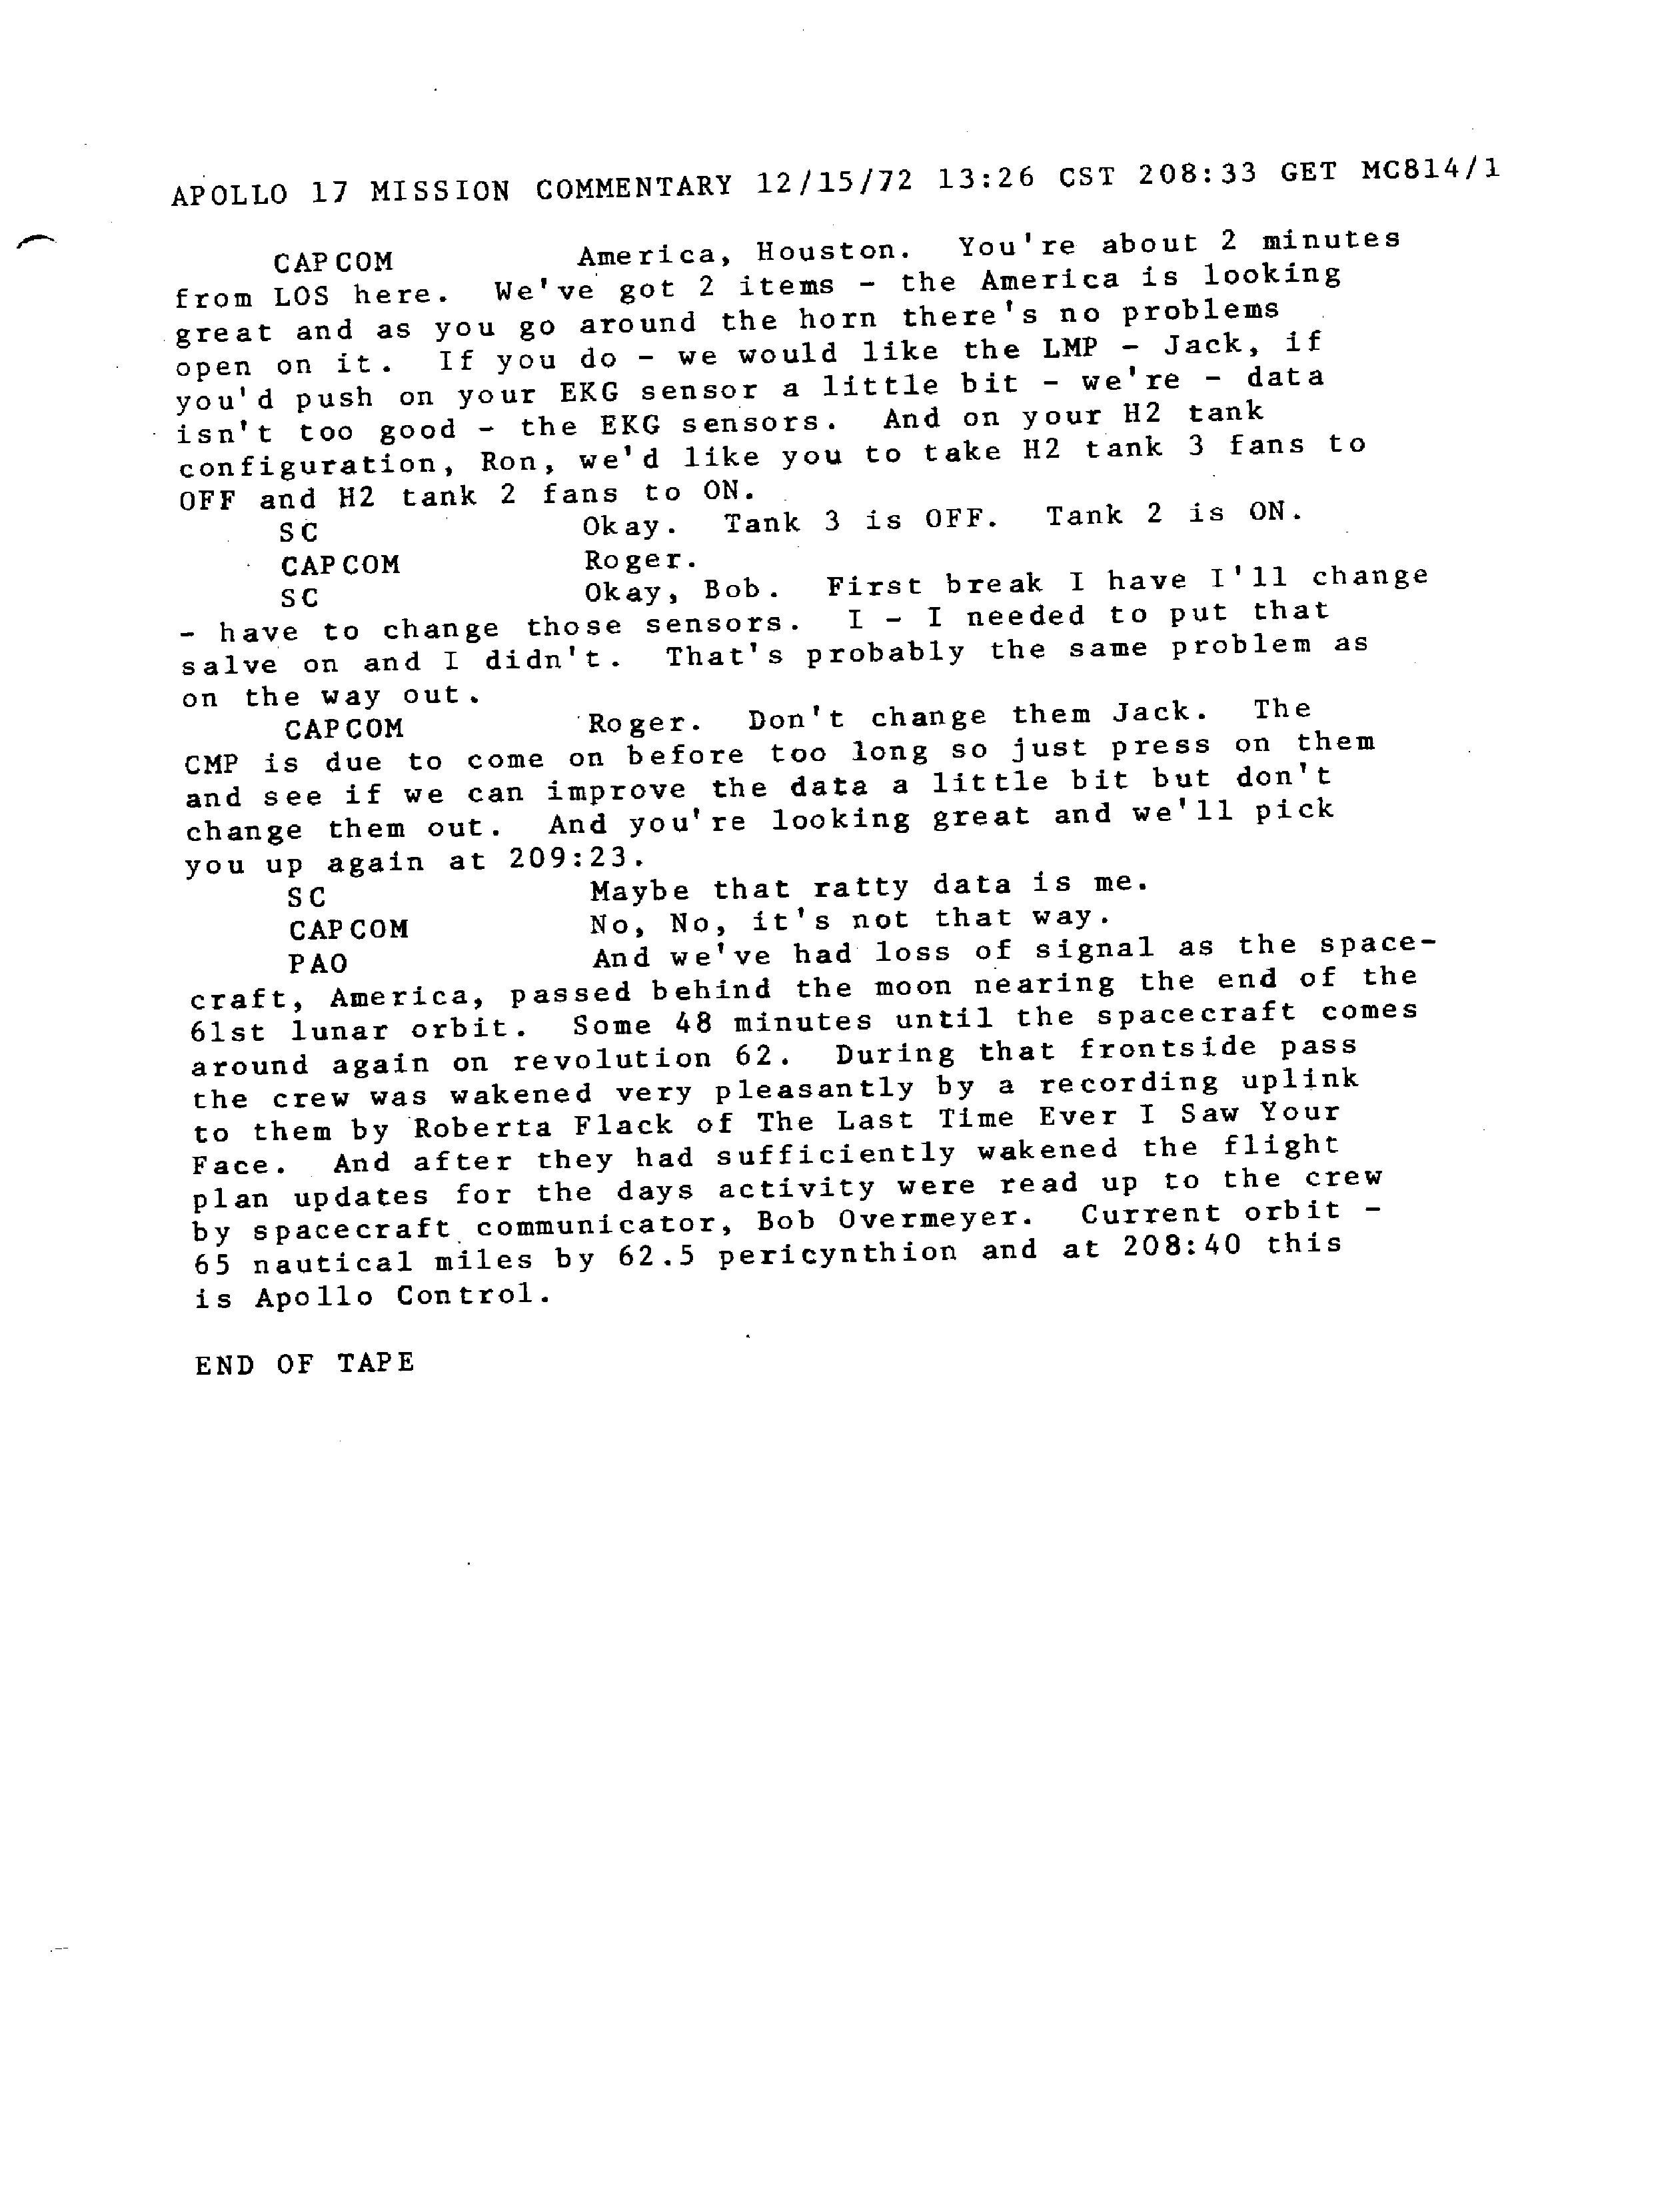 APOLLO 17 MISSION COMMENTARY 12/15/72 13:26 CST 208:33 GET MC814/1
CAPCOM America, Houston. You're about 2 minutes
from LOS here. We've got 2 items - the America is looking
great and as you go around the horn there's no problems
open on it. If you do - we would like the LMP - Jack, if
you'd push on your EKG sensor a little bit - we're - data
isn't too good - the EKG sensors. And on your H2 tank
configuration, Ron, we'd like you to take H2 tank 3 fans to
OFF and H2 tank 2 fans to ON.
SC Okay. Tank 3 is OFF. Tank 2 is ON.
CAPCOM Roger.
SC Okay, Bob. First break I have I'll change
- have to change those sensors. I - I needed to put that
salve on and I didn't. That's probably the same problem as
on the way out.
CAPCOM Roger. Don't change them Jack. The
CMP is due to come on before too long so just press on them
and see if we can improve the data a little bit but don't
change them out. And you're looking great and we'll pick
you up again at 209:23.
SC Maybe that ratty data is me.
CAPCOM No, No, it's not that way.
PAO And we've had loss of signal as the space-
craft, America, passed behind the moon nearing the end of the
61st lunar orbit. Some 48 minutes until the spacecraft comes
around again on revolution 62. During that frontside pass
the crew was wakened very pleasantly by a recording uplink
to them by Roberta Flack of The Last Time Ever I Saw Your
Face. And after they had sufficiently wakened the flight
plan updates for the days activity were read up to the crew
by spacecraft communicator, Bob Overmeyer. Current orbit -
65 nautical miles by 62.5 pericynthion and at 208:40 this
is Apollo Control.
END OF TAPE